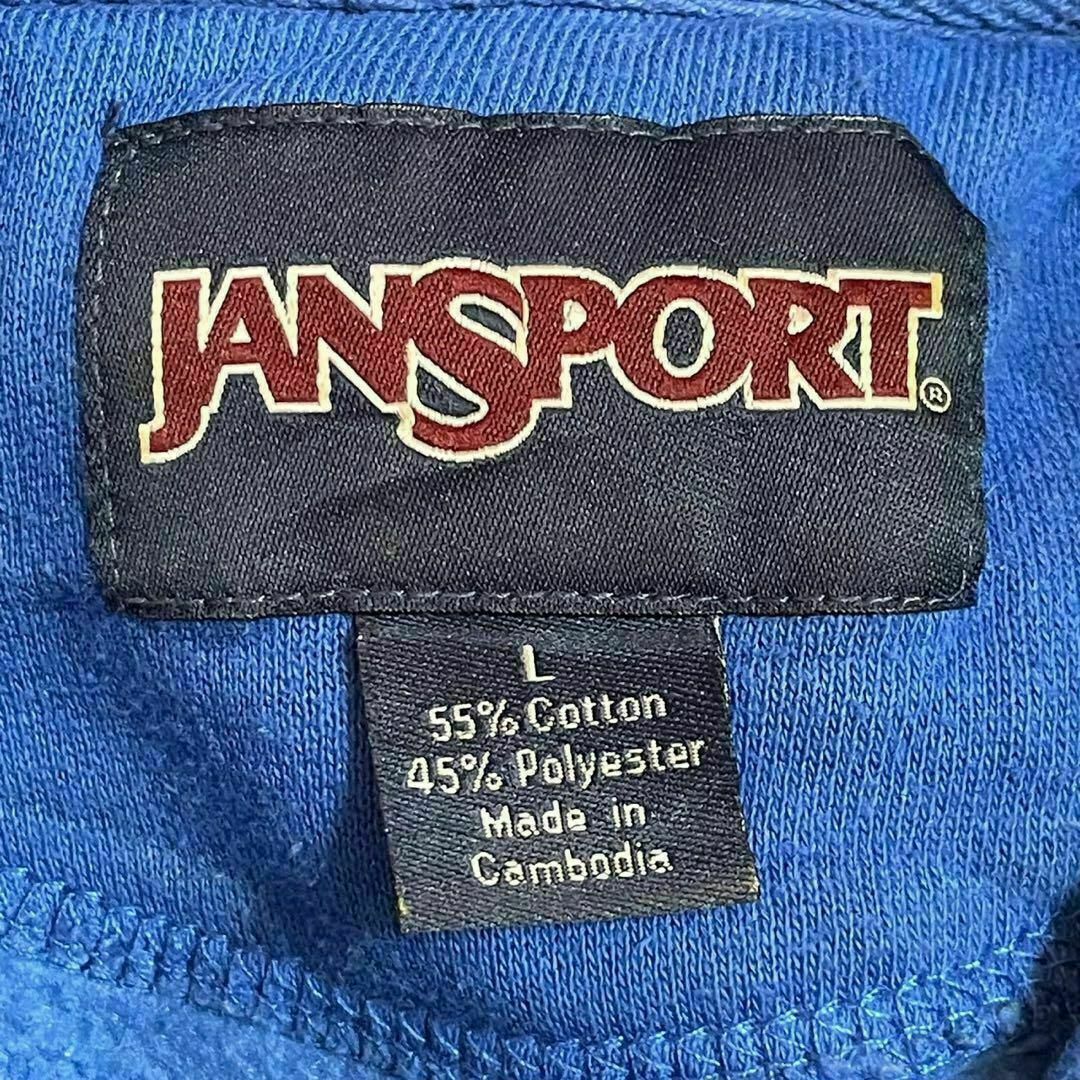 JANSPORT®
L
55% Cotton
45% Polyester
Made in
Cambodia